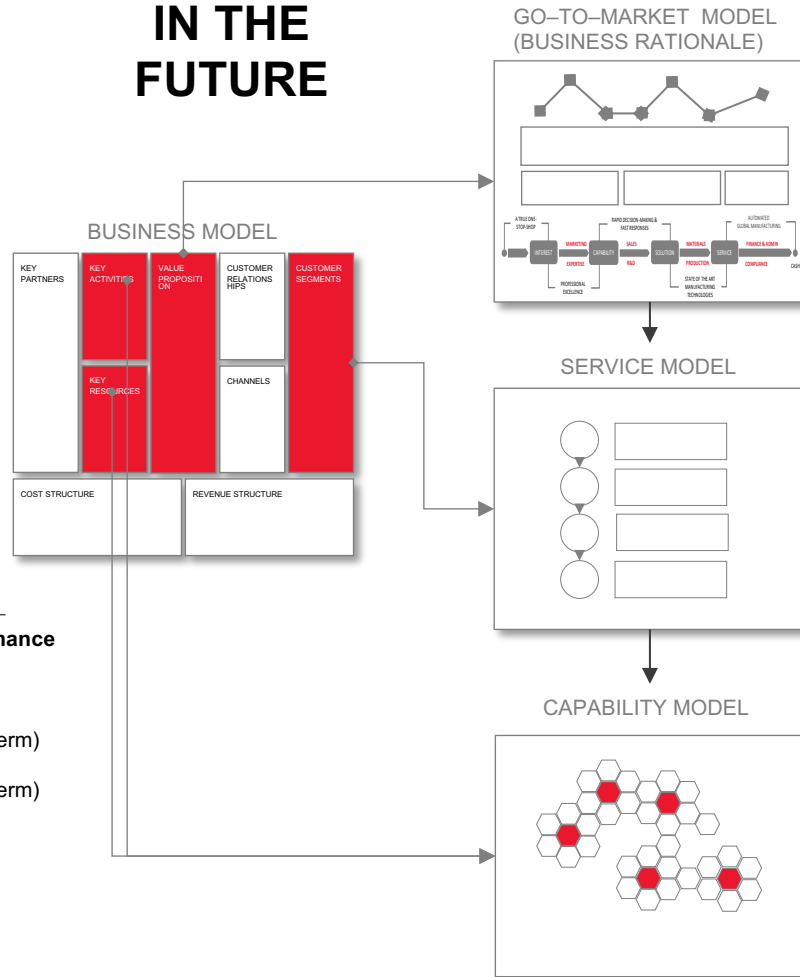 IN THE
FUTURE
GO–TO–MARKET MODEL
(BUSINESS RATIONALE)
A TRUE ONS-
STOP-SHOP
RAPID DECISION-MAKING &
FAST RESPONSES
AUTOMATED
GLOBAL MANUFACTURING
INTEREST
MARKETING
EXPERTISE
CAPABILITY
SALES
R&D
SOLUTION
MATERIALS
PRODUCTION
SERVICE
FINANCE & ADMIN
COMPLIANCE
CASH
PROFESSIONAL
EXCELLENCE
STATE OF THE ART
MANUFACTURING
TECHNOLOGIES
BUSINESS MODEL
KEY
PARTNERS
KEY
ACTIVITIES
VALUE
PROPOSITI
ON
CUSTOMER
RELATIONS
HIPS
CUSTOMER
SEGMENTS
KEY
RESOURCES
CHANNELS
COST STRUCTURE
REVENUE STRUCTURE
SERVICE MODEL
–
nance
erm)
erm)
CAPABILITY MODEL